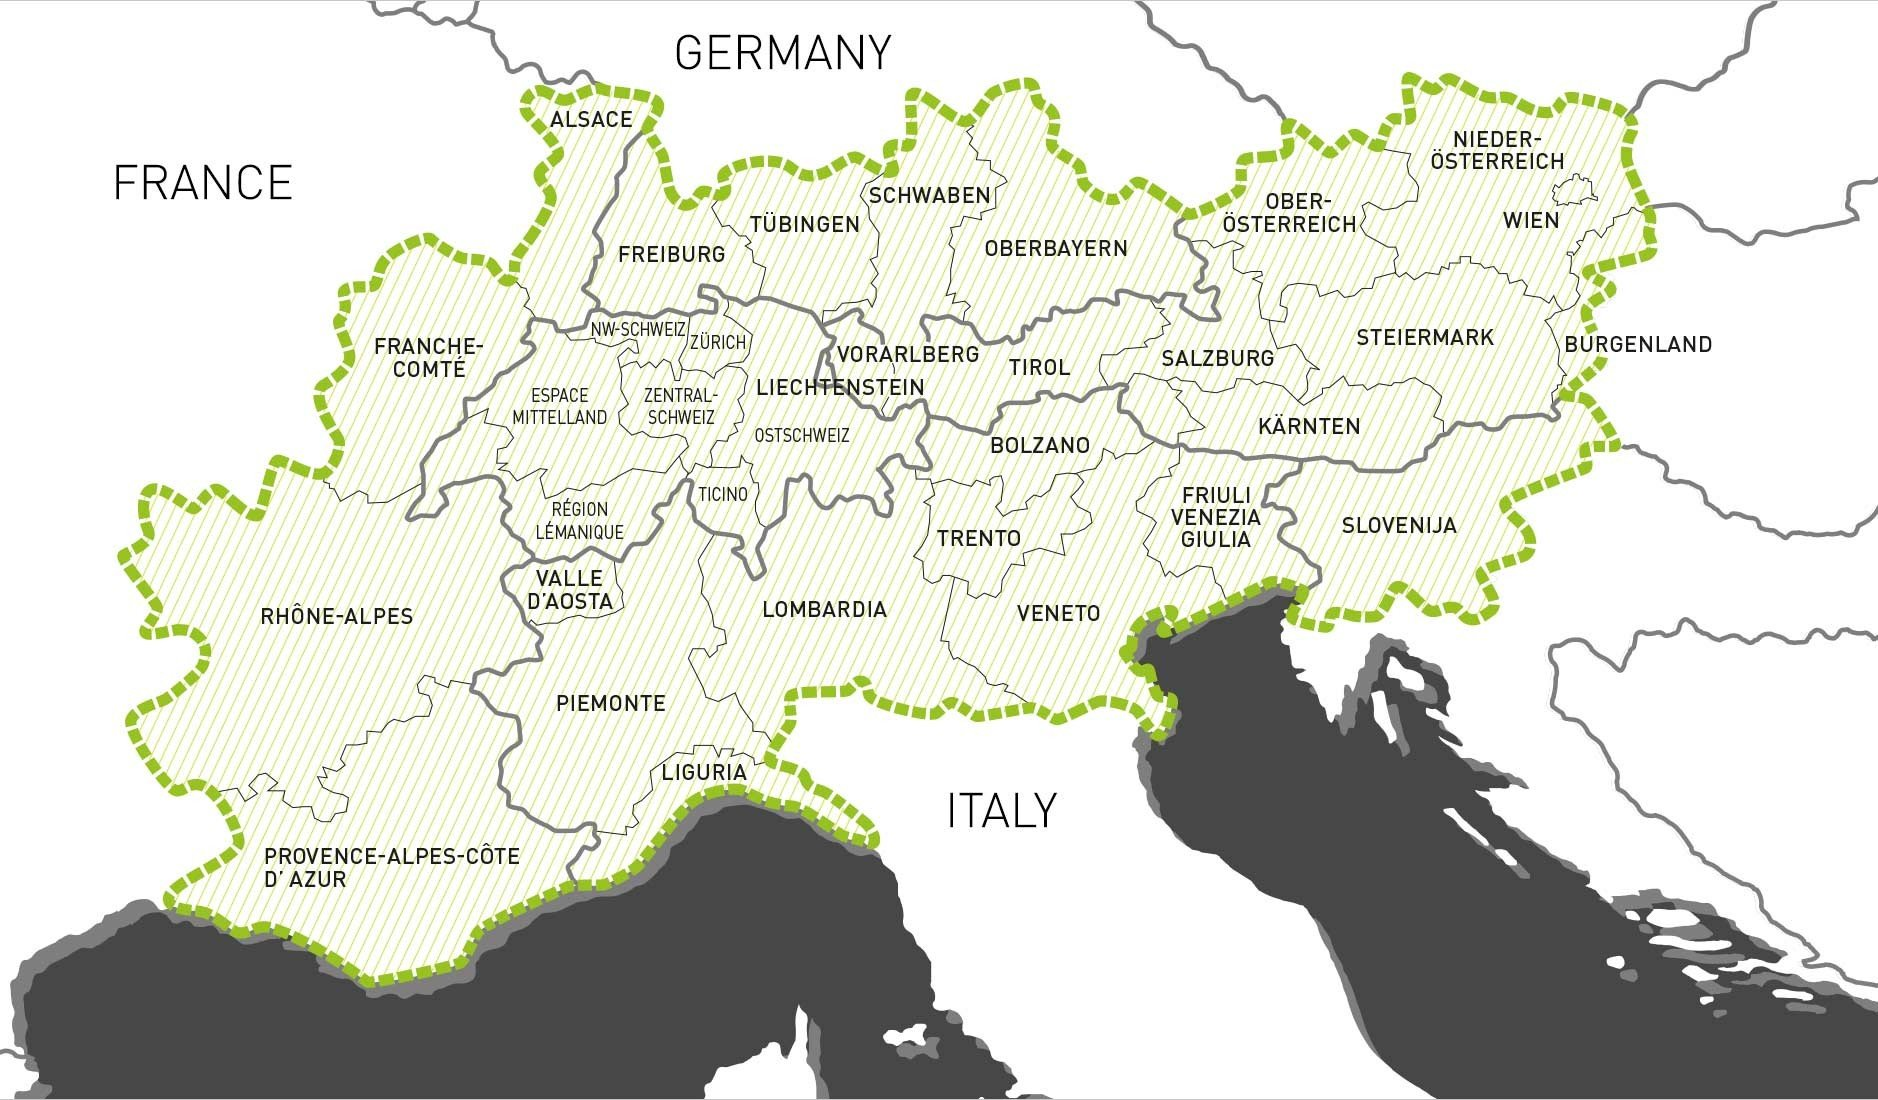 GERMANY
ALSACE
NIEDER-
ÖSTERREICH
FRANCE
SCHWABEN
OBER-
ÖSTERREICH
WIEN
TÜBINGEN
FREIBURG
OBERBAYERN
NW-SCHWEIZ
ZÜRICH
STEIERMARK
BURGENLAND
FRANCHE-
COMTÉ
VORARLBERG
TIROL
SALZBURG
LIECHTENSTEIN
ESPACE
MITTELLAND
ZENTRAL-
SCHWEIZ
OSTSCHWEIZ
KÄRNTEN
BOLZANO
TICINO
FRIULI
VENEZIA
GIULIA
RÉGION
LÉMANIQUE
TRENTO
SLOVENIJA
VALLE
D'AOSTA
RHÔNE-ALPES
LOMBARDIA
VENETO
PIEMONTE
LIGURIA
ITALY
PROVENCE-ALPES-CÔTE
D' AZUR